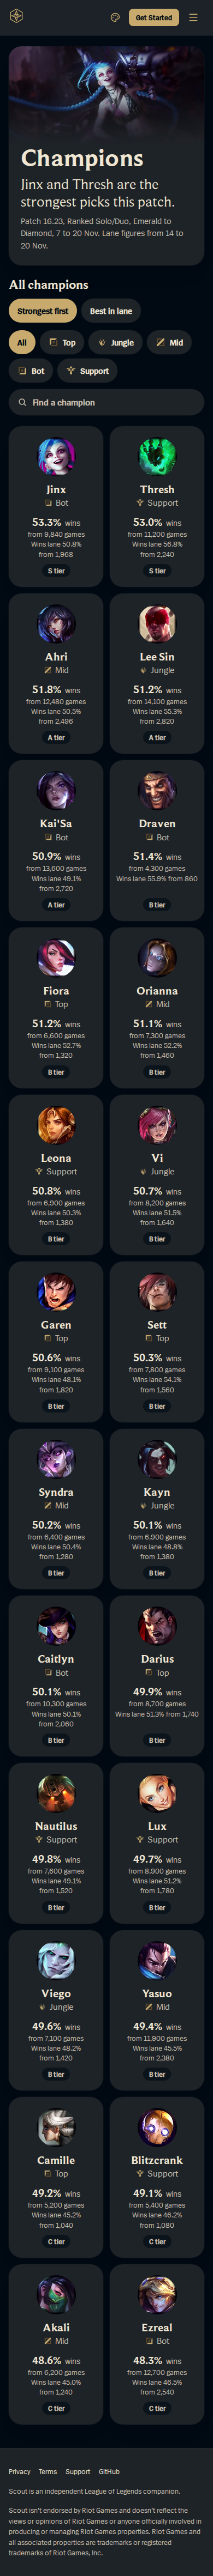 Get Started
Champions
Jinx and Thresh are the
strongest picks this patch.
Patch 16.23, Ranked Solo/Duo, Emerald to
Diamond, 7 to 20 Nov. Lane figures from 14 to
20 Nov.
All champions
Strongest first
Best in lane
All
Top
Jungle
Mid
Bot
Support
Find a champion
Jinx
Bot
53.3% wins
from 9,840 games
Wins lane 50.8%
from 1,968
S tier
Thresh
Support
53.0% wins
from 11,200 games
Wins lane 56.8%
from 2,240
S tier
Ahri
Mid
51.8% wins
from 12,480 games
Wins lane 50.5%
from 2,496
A tier
Lee Sin
Jungle
51.2% wins
from 14,100 games
Wins lane 55.3%
from 2,820
A tier
Kai'Sa
Bot
50.9% wins
from 13,600 games
Wins lane 49.1%
from 2,720
A tier
Draven
Bot
51.4% wins
from 4,300 games
Wins lane 55.9% from 860
B tier
Fiora
Top
51.2% wins
from 6,600 games
Wins lane 52.7%
from 1,320
B tier
Orianna
Mid
51.1% wins
from 7,300 games
Wins lane 52.2%
from 1,460
B tier
Leona
Support
50.8% wins
from 6,900 games
Wins lane 50.3%
from 1,380
B tier
Vi
Jungle
50.7% wins
from 8,200 games
Wins lane 51.5%
from 1,640
B tier
Garen
Top
50.6% wins
from 9,100 games
Wins lane 48.1%
from 1,820
B tier
Sett
Top
50.3% wins
from 7,800 games
Wins lane 54.1%
from 1,560
B tier
Syndra
Mid
50.2% wins
from 6,400 games
Wins lane 50.4%
from 1,280
B tier
Kayn
Jungle
50.1% wins
from 6,900 games
Wins lane 48.8%
from 1,380
B tier
Caitlyn
Bot
50.1% wins
from 10,300 games
Wins lane 50.1%
from 2,060
B tier
Darius
Top
49.9% wins
from 8,700 games
Wins lane 51.3% from 1,740
B tier
Nautilus
Support
49.8% wins
from 7,600 games
Wins lane 49.1%
from 1,520
B tier
Lux
Support
49.7% wins
from 8,900 games
Wins lane 51.2%
from 1,780
B tier
Viego
Jungle
49.6% wins
from 7,100 games
Wins lane 48.2%
from 1,420
B tier
Yasuo
Mid
49.4% wins
from 11,900 games
Wins lane 45.5%
from 2,380
B tier
Camille
Top
49.2% wins
from 5,200 games
Wins lane 45.2%
from 1,040
C tier
Blitzcrank
Support
49.1% wins
from 5,400 games
Wins lane 46.2%
from 1,080
C tier
Akali
Mid
48.6% wins
from 6,200 games
Wins lane 45.0%
from 1,240
C tier
Ezreal
Bot
48.3% wins
from 12,700 games
Wins lane 46.5%
from 2,540
C tier
Privacy
Terms
Support
GitHub
Scout is an independent League of Legends companion.
Scout isn't endorsed by Riot Games and doesn't reflect the
views or opinions of Riot Games or anyone officially involved in
producing or managing Riot Games properties. Riot Games and
all associated properties are trademarks or registered
trademarks of Riot Games, Inc.